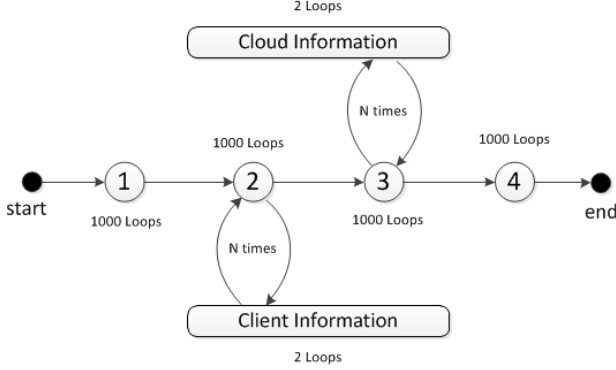 2 Loops
Cloud Information
N times
1000 Loops
1000 Loops
1
2
3
4
start
end
1000 Loops
1000 Loops
N times
Client Information
2 Loops